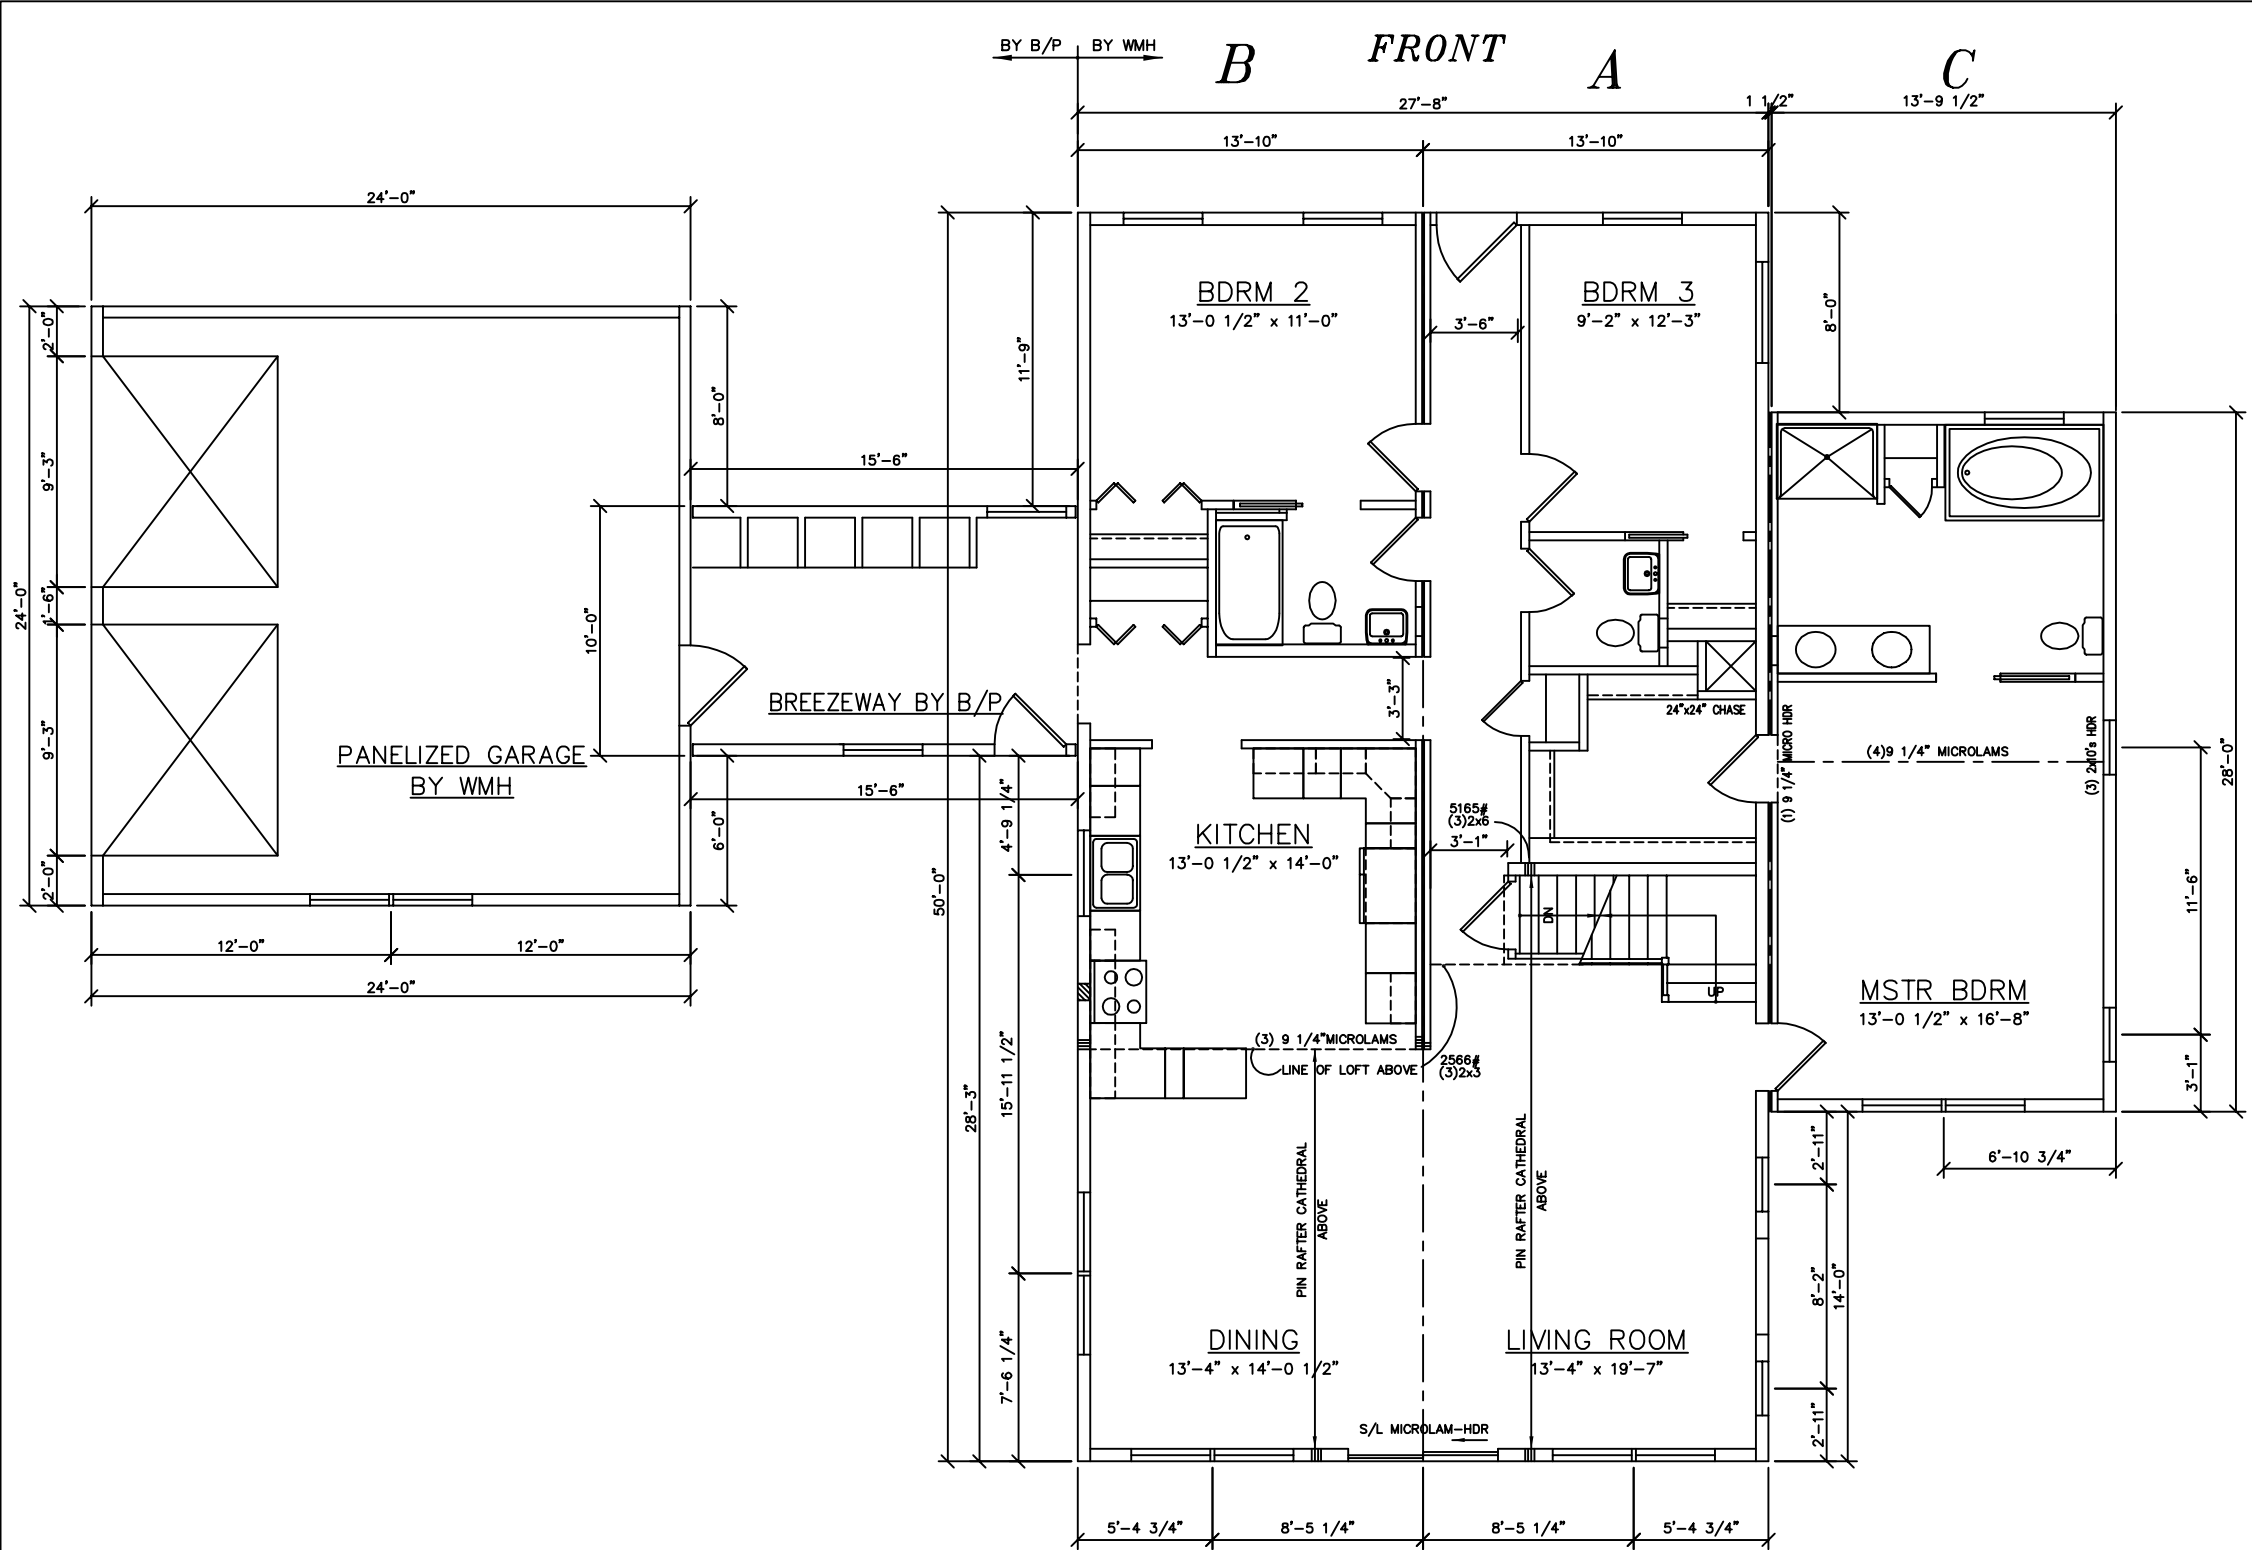 BY B/P
BY WMH
B
FRONT
A
C
27'-8"
1 1/2"
13'-9 1/2"
13'-10"
13'-10"
24'-0"
BDRM 2
13'-0 1/2" x 11'-0"
BDRM 3
9'-2" x 12'-3"
3'-6"
8'-0"
11'-9"
2'-0"
8'-0"
15'-6"
9'-3"
24'-0"
1'-6"
10'-0"
9'-3"
2'-0"
BREEZEWAY BY B/P
3'-3"
24"x24" CHASE
(1) 9 1/4" MICRO HDR
(4)9 1/4" MICROLAMS
(3) 2x10's HDR
28'-0"
PANELIZED GARAGE
BY WMH
15'-6"
6'-0"
4'-9 1/4"
50'-0"
KITCHEN
13'-0 1/2" x 14'-0"
5165#
(3)2x6
3'-1"
DN
UP
11'-6"
12'-0"
12'-0"
24'-0"
MSTR BDRM
13'-0 1/2" x 16'-8"
(3) 9 1/4"MICROLAMS
LINE OF LOFT ABOVE
2566#
(3)2x3
15'-11 1/2"
28'-3"
3'-1"
PIN RAFTER CATHEDRAL
ABOVE
PIN RAFTER CATHEDRAL
ABOVE
2'-11"
6'-10 3/4"
8'-2"
14'-0"
DINING
13'-4" x 14'-0 1/2"
LIVING ROOM
13'-4" x 19'-7"
7'-6 1/4"
2'-11"
S/L MICROLAM-HDR
5'-4 3/4"
8'-5 1/4"
8'-5 1/4"
5'-4 3/4"